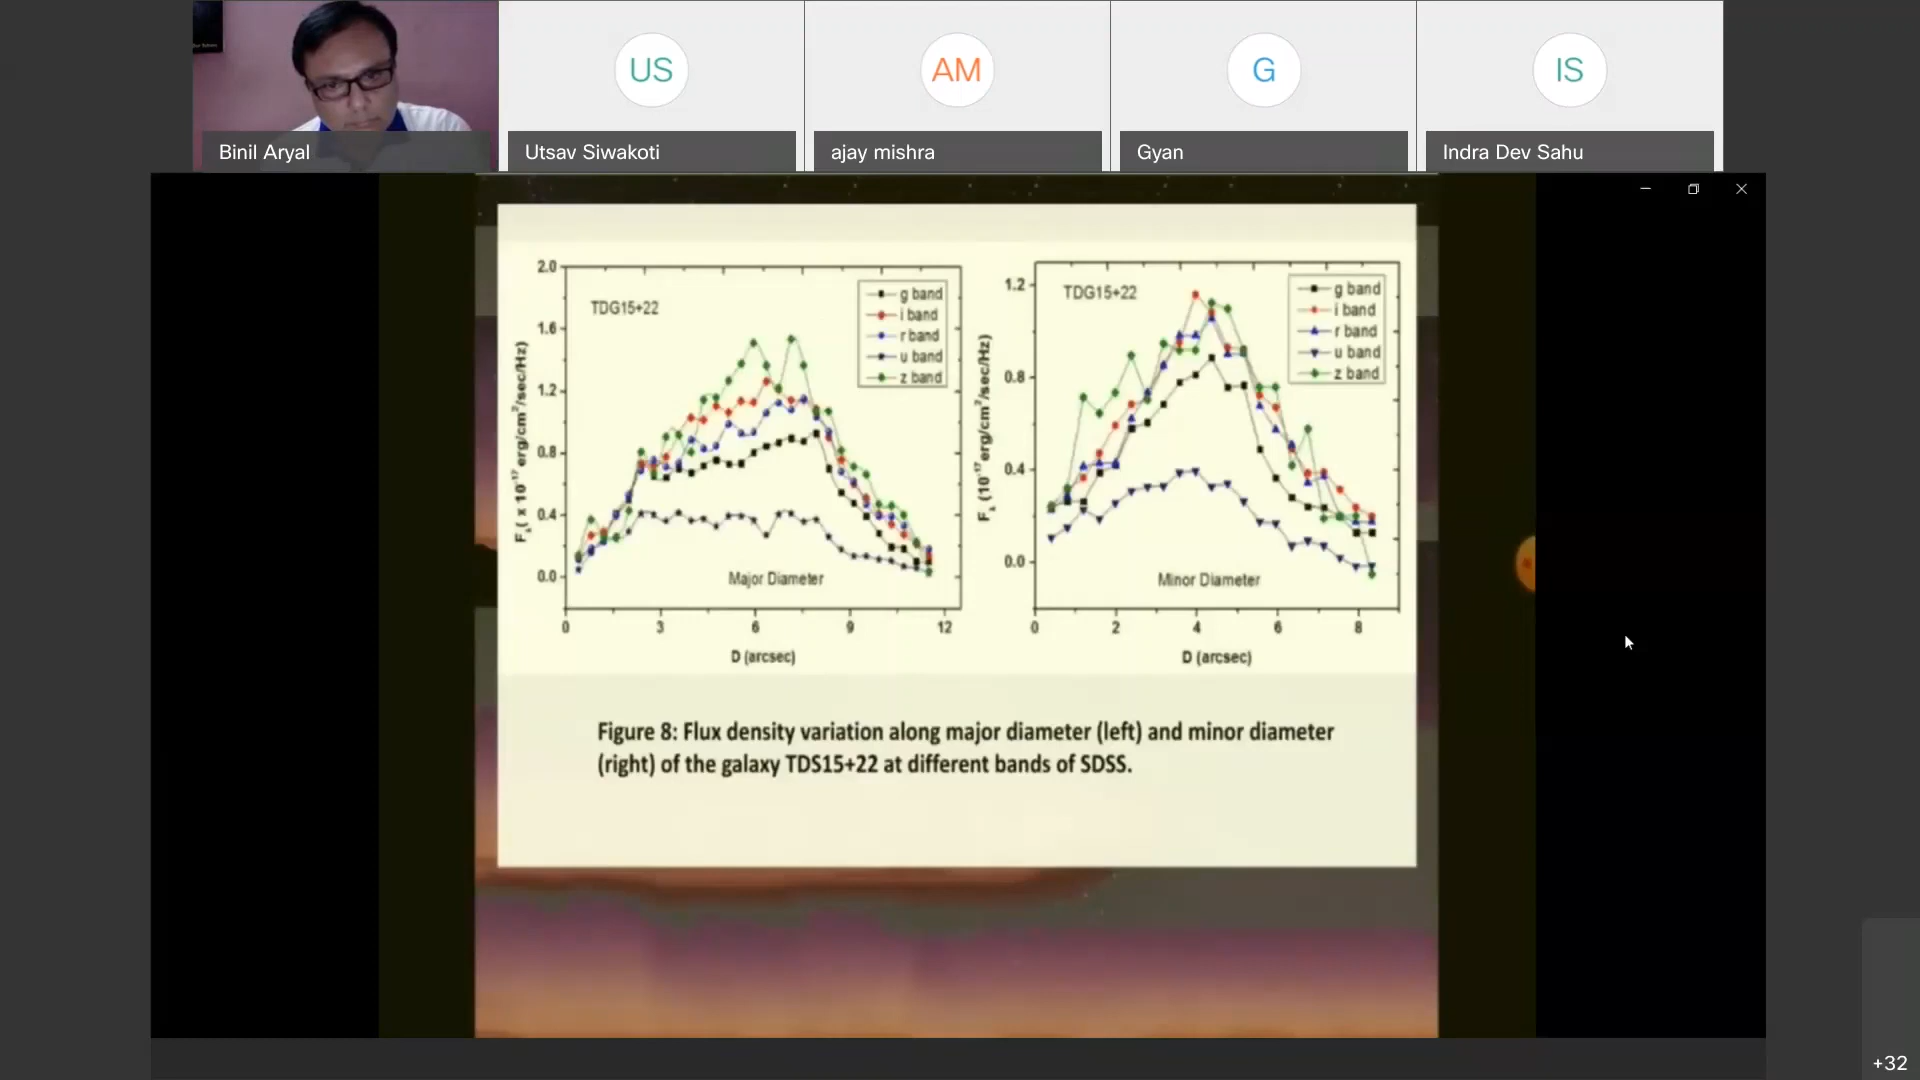 US
AM
G
IS
Binil Aryal
Utsav Siwakoti
ajay mishra
Gyan
Indra Dev Sahu
2.0
1.6
1.2
0.8
0.4
0.0
Fλ( x 10⁻¹⁷ erg/cm²/sec/Hz)
TDG15+22
g band
i band
r band
u band
z band
Major Diameter
0 3 6 9 12
D (arcsec)
1.2
0.8
0.4
0.0
Fλ (10⁻¹⁷ erg/cm²/sec/Hz)
TDG15+22
g band
i band
r band
u band
z band
Minor Diameter
0 2 4 6 8
D (arcsec)
Figure 8: Flux density variation along major diameter (left) and minor diameter
(right) of the galaxy TDS15+22 at different bands of SDSS.
+32